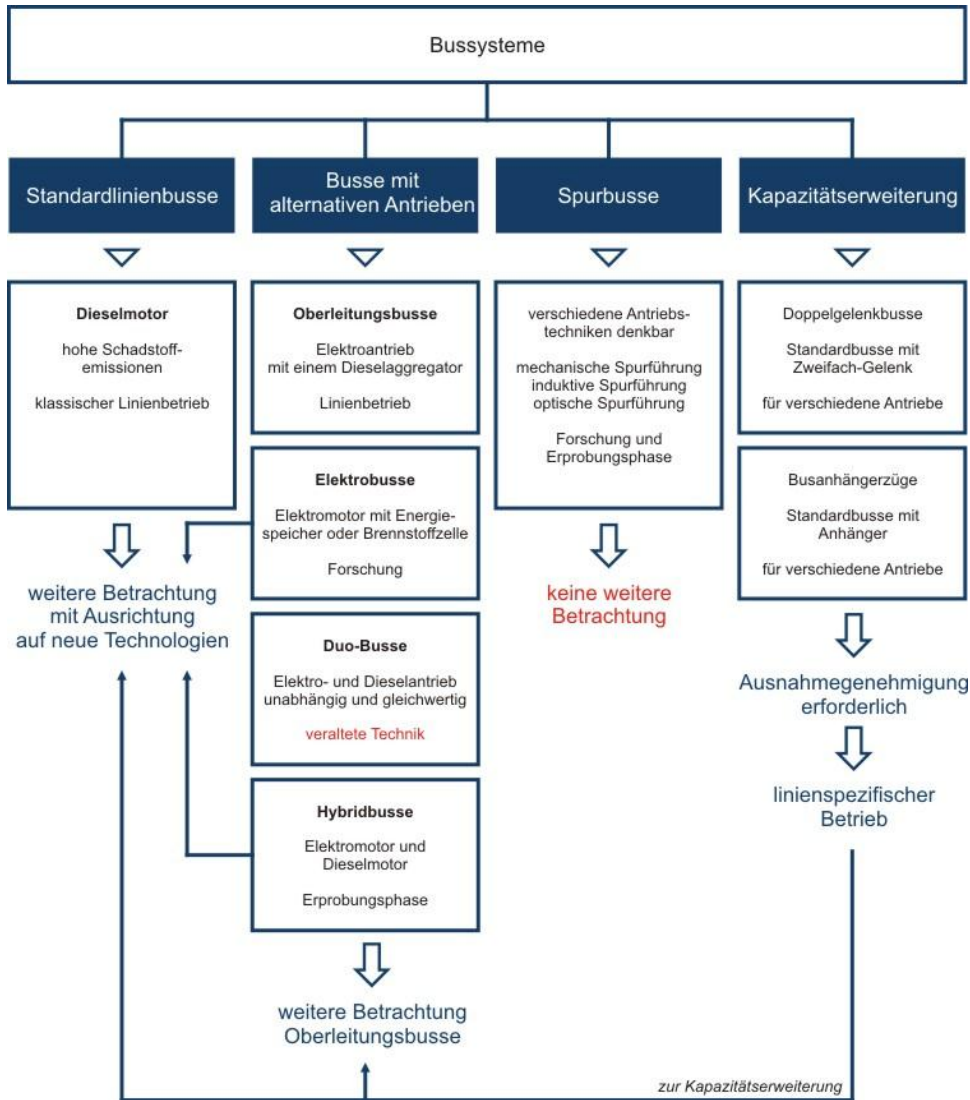 Bussysteme
Standardlinienbusse
Busse mit
alternativen Antrieben
Spurbusse
Kapazitätserweiterung
Dieselmotor
hohe Schadstoff-
emissionen
klassischer Linienbetrieb
weitere Betrachtung
mit Ausrichtung
auf neue Technologien
Oberleitungsbusse
Elektroantrieb
mit einem Dieselaggregator
Linienbetrieb
Elektrobusse
Elektromotor mit Energie-
speicher oder Brennstoffzelle
Forschung
Duo-Busse
Elektro- und Dieselantrieb
unabhängig und gleichwertig
veraltete Technik
Hybridbusse
Elektromotor und
Dieselmotor
Erprobungsphase
weitere Betrachtung
Oberleitungsbusse
verschiedene Antriebs-
techniken denkbar
mechanische Spurführung
induktive Spurführung
optische Spurführung
Forschung und
Erprobungsphase
keine weitere
Betrachtung
Doppelgelenkbusse
Standardbusse mit
Zweifach-Gelenk
für verschiedene Antriebe
Busanhängerzüge
Standardbusse mit
Anhänger
für verschiedene Antriebe
Ausnahmegenehmigung
erforderlich
linienspezifischer
Betrieb
zur Kapazitätserweiterung